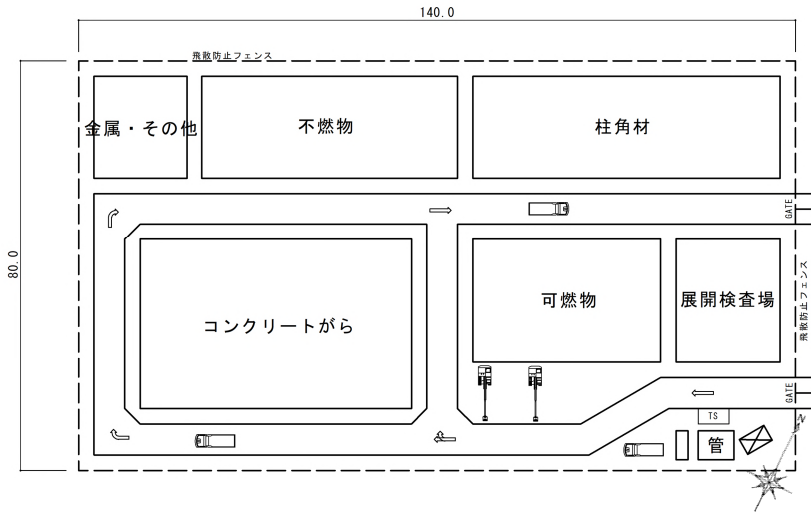 140.0
飛散防止フェンス
金属・その他
不燃物
柱角材
GATE
80.0
コンクリートがら
可燃物
展開検査場
飛散防止フェンス
GATE
TS
管
N